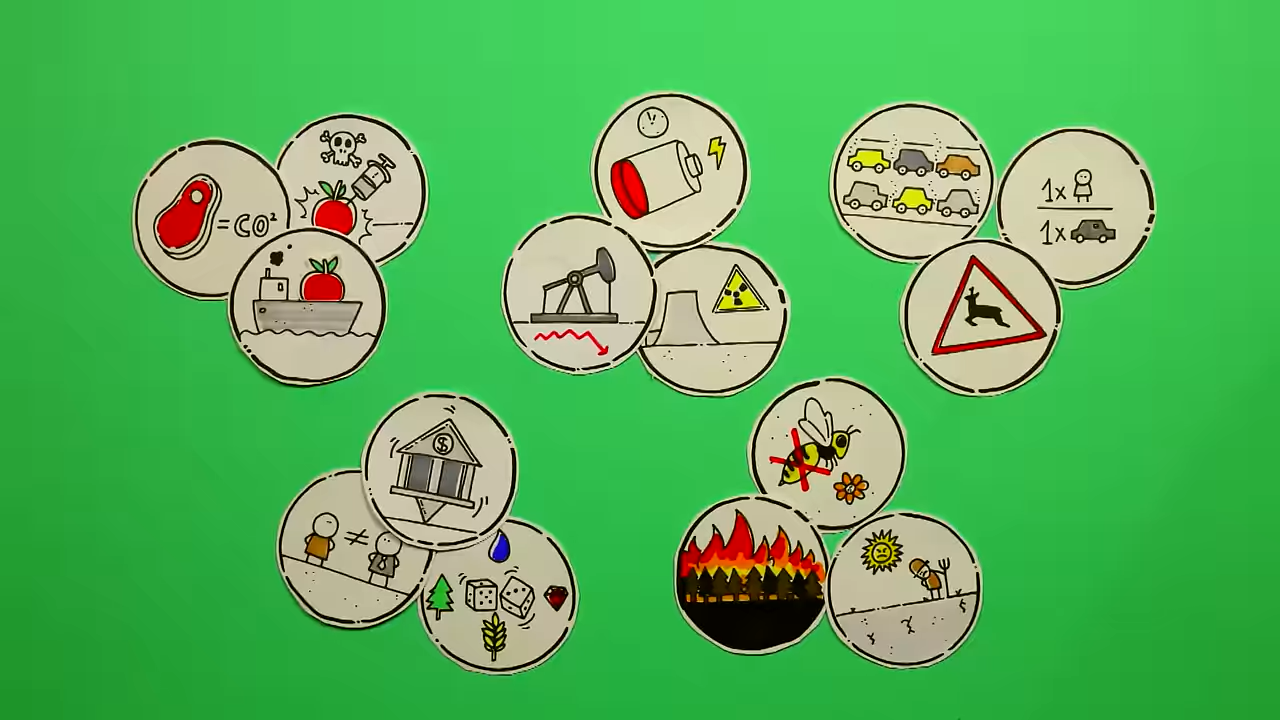 = CO²
1x
1x
$
≠